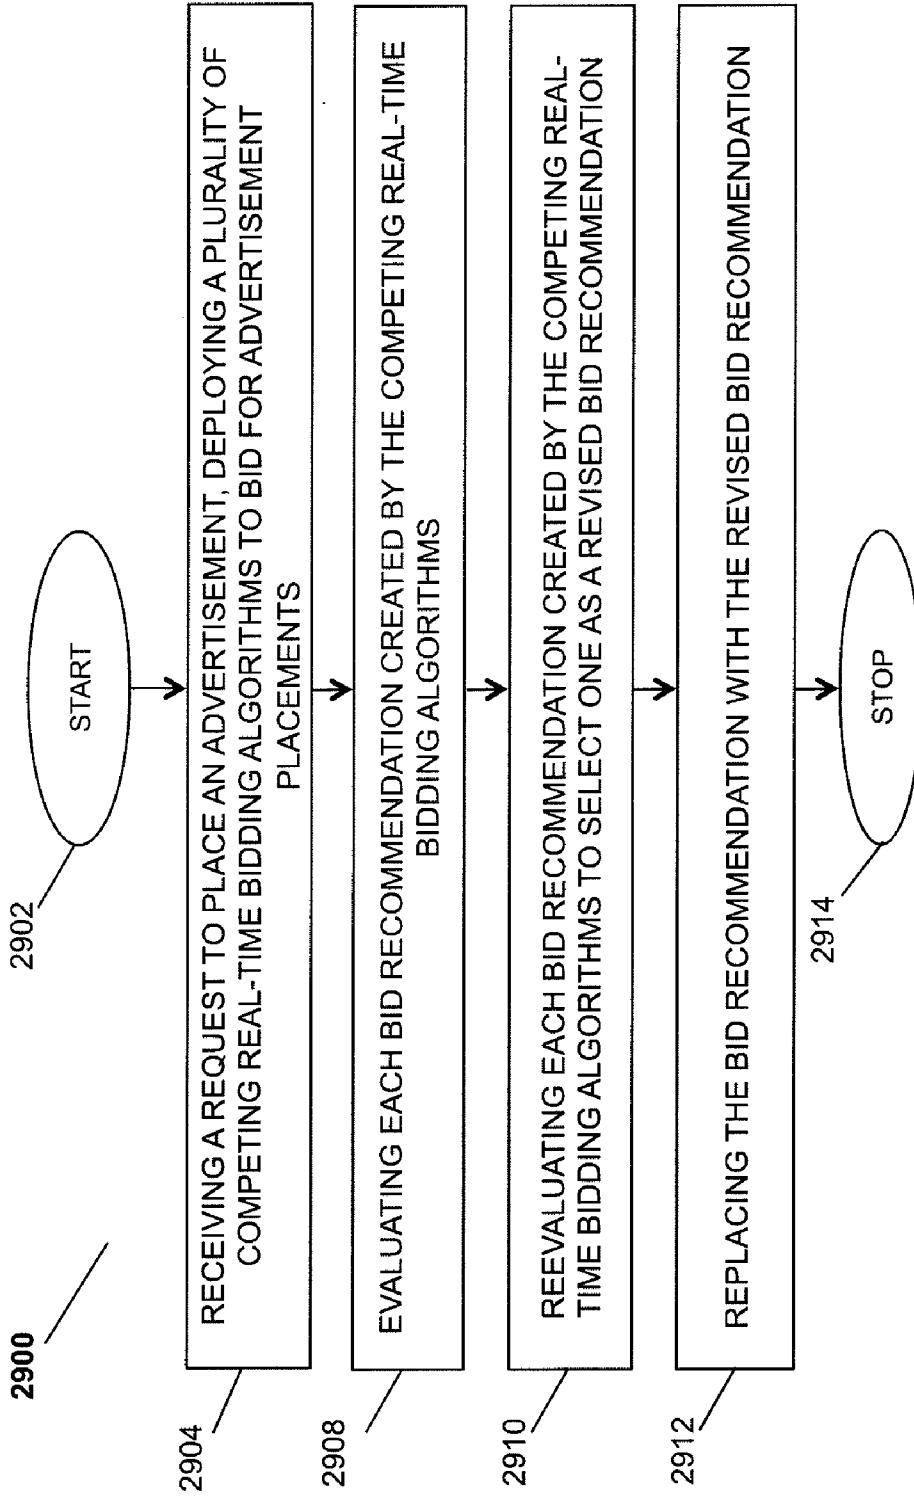 2900
START
2902
RECEIVING A REQUEST TO PLACE AN ADVERTISEMENT, DEPLOYING A PLURALITY OF
COMPETING REAL-TIME BIDDING ALGORITHMS TO BID FOR ADVERTISEMENT
PLACEMENTS
2904
EVALUATING EACH BID RECOMMENDATION CREATED BY THE COMPETING REAL-TIME
BIDDING ALGORITHMS
2908
REEVALUATING EACH BID RECOMMENDATION CREATED BY THE COMPETING REAL-
TIME BIDDING ALGORITHMS TO SELECT ONE AS A REVISED BID RECOMMENDATION
2910
REPLACING THE BID RECOMMENDATION WITH THE REVISED BID RECOMMENDATION
2912
STOP
2914